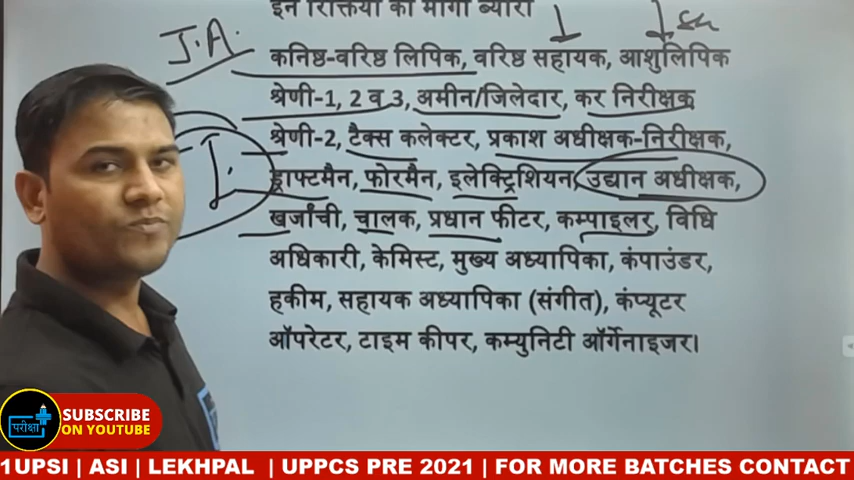 इन रिक्तियों का मांगा ब्यौरा
J.A.
कनिष्ठ-वरिष्ठ लिपिक, वरिष्ठ सहायक, आशुलिपिक
श्रेणी-1, 2 व 3, अमीन/जिलेदार, कर निरीक्षक
श्रेणी-2, टैक्स कलेक्टर, प्रकाश अधीक्षक-निरीक्षक,
ड्राफ्टमैन, फोरमैन, इलेक्ट्रिशियन, उद्यान अधीक्षक,
खजांची, चालक, प्रधान फीटर, कम्पाइलर, विधि
अधिकारी, केमिस्ट, मुख्य अध्यापिका, कंपाउंडर,
हकीम, सहायक अध्यापिका (संगीत), कंप्यूटर
ऑपरेटर, टाइम कीपर, कम्युनिटी ऑर्गेनाइजर।
परीक्षा+
SUBSCRIBE
ON YOUTUBE
1UPSI | ASI | LEKHPAL | UPPCS PRE 2021 | FOR MORE BATCHES CONTACT